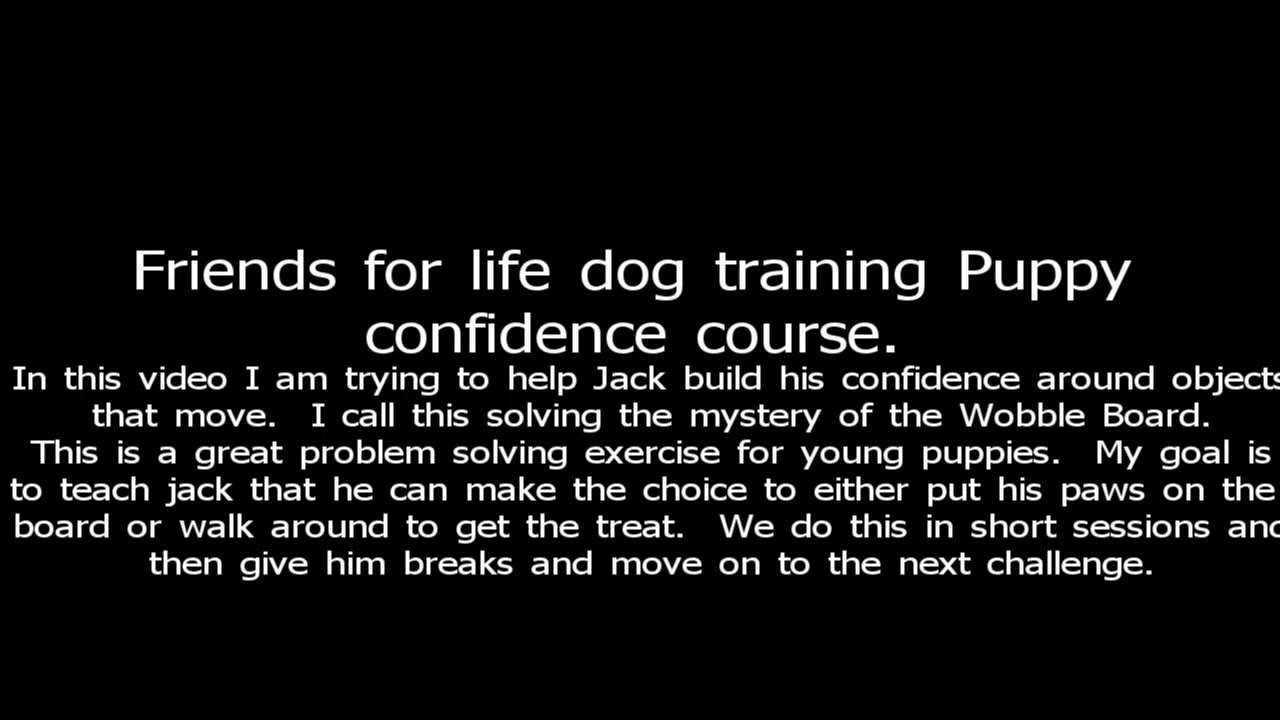 Friends for life dog training Puppy
confidence course.
In this video I am trying to help Jack build his confidence around objects
that move. I call this solving the mystery of the Wobble Board.
This is a great problem solving exercise for young puppies. My goal is
to teach jack that he can make the choice to either put his paws on the
board or walk around to get the treat. We do this in short sessions and
then give him breaks and move on to the next challenge.